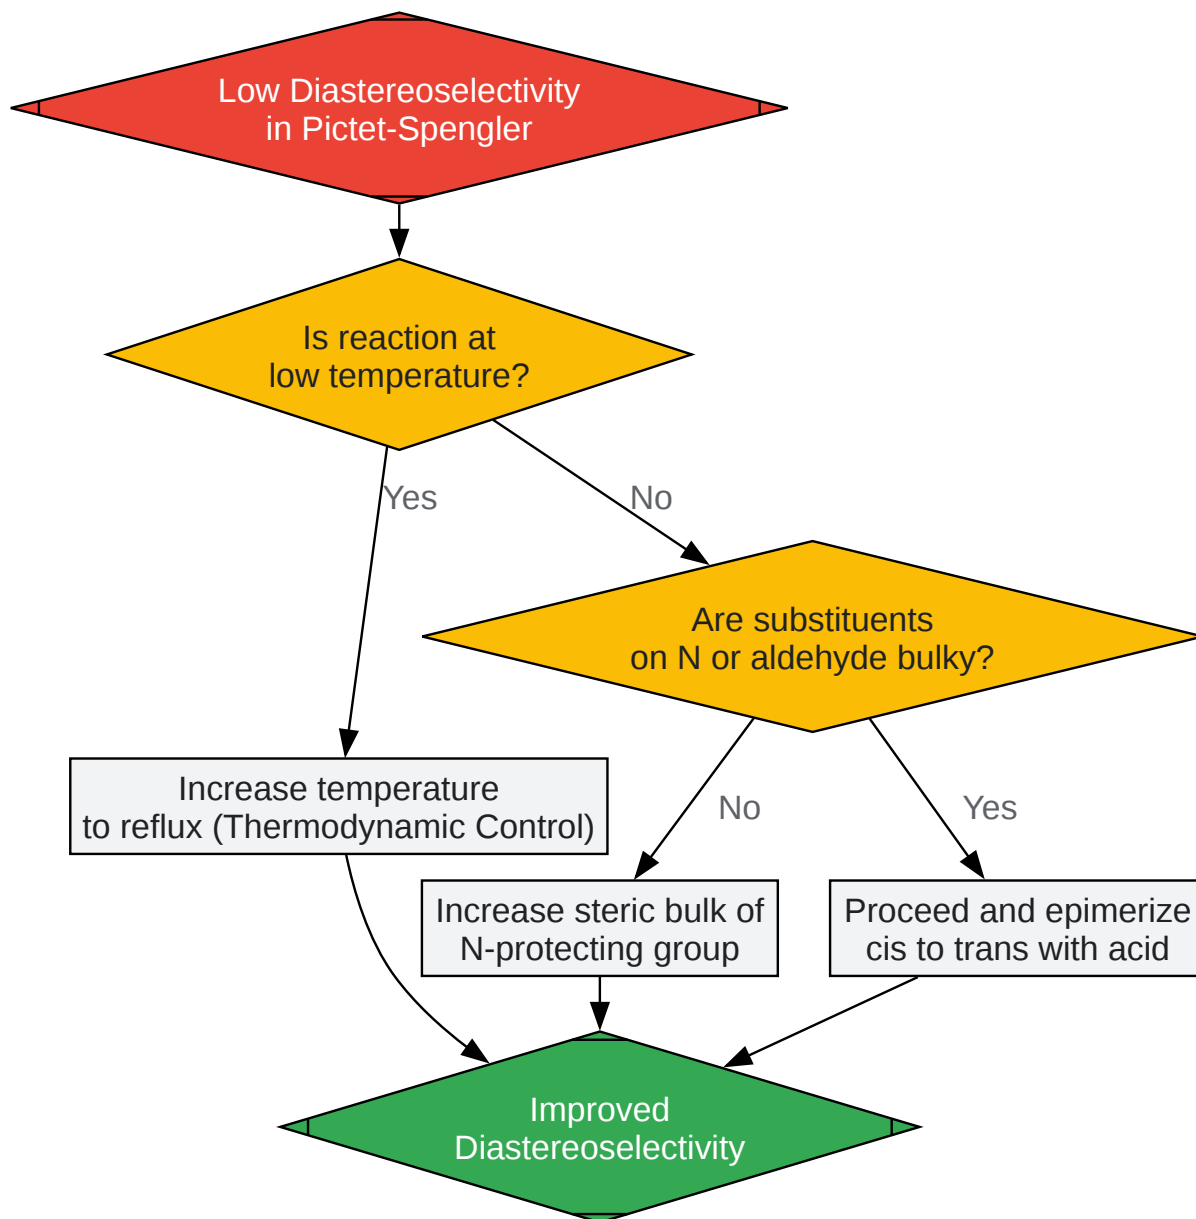 Low Diastereoselectivity
in Pictet-Spengler
Is reaction at
low temperature?
Yes
No
Are substituents
on N or aldehyde bulky?
Increase temperature
to reflux (Thermodynamic Control)
No
Yes
Increase steric bulk of
N-protecting group
Proceed and epimerize
cis to trans with acid
Improved
Diastereoselectivity